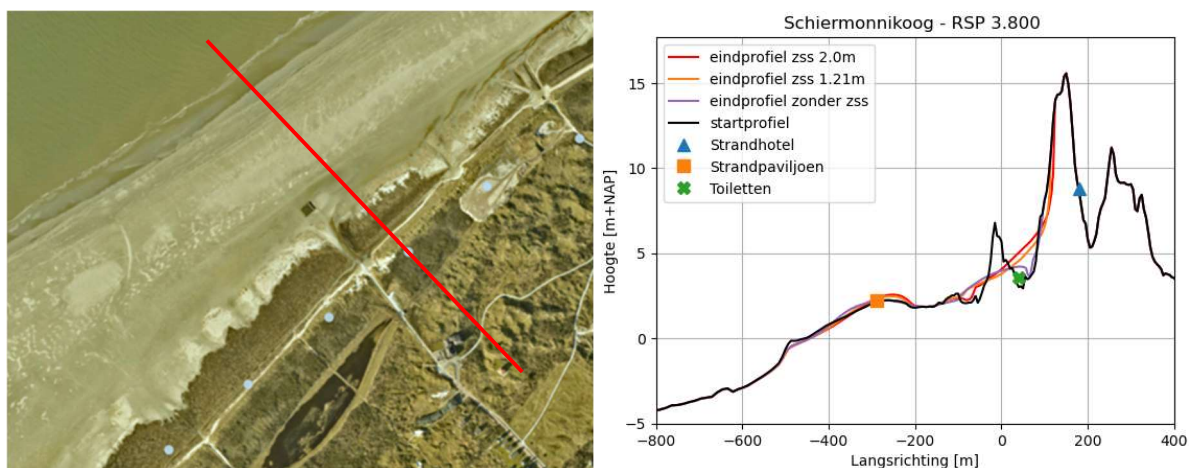 Schiermonnikoog - RSP 3.800
eindprofiel zss 2.0m
eindprofiel zss 1.21m
eindprofiel zonder zss
startprofiel
Strandhotel
Strandpaviljoen
Toiletten
Hoogte [m+NAP]
15
10
5
0
−5
−800
−600
−400
−200
0
200
400
Langsrichting [m]